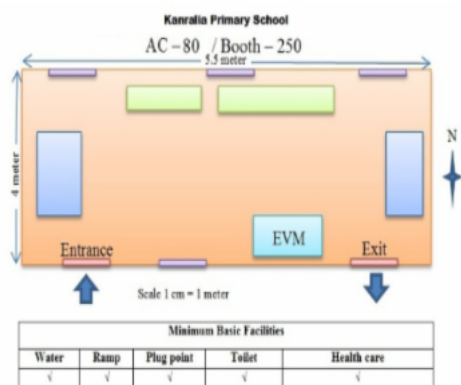 Kanralia Primary School
AC – 80 / Booth – 250
5.5 meter
4 meter
N
Entrance
EVM
Exit
Scale 1 cm = 1 meter
Minimum Basic Facilities
Water Ramp Plug point Toilet Health care
√ √ √ √ √